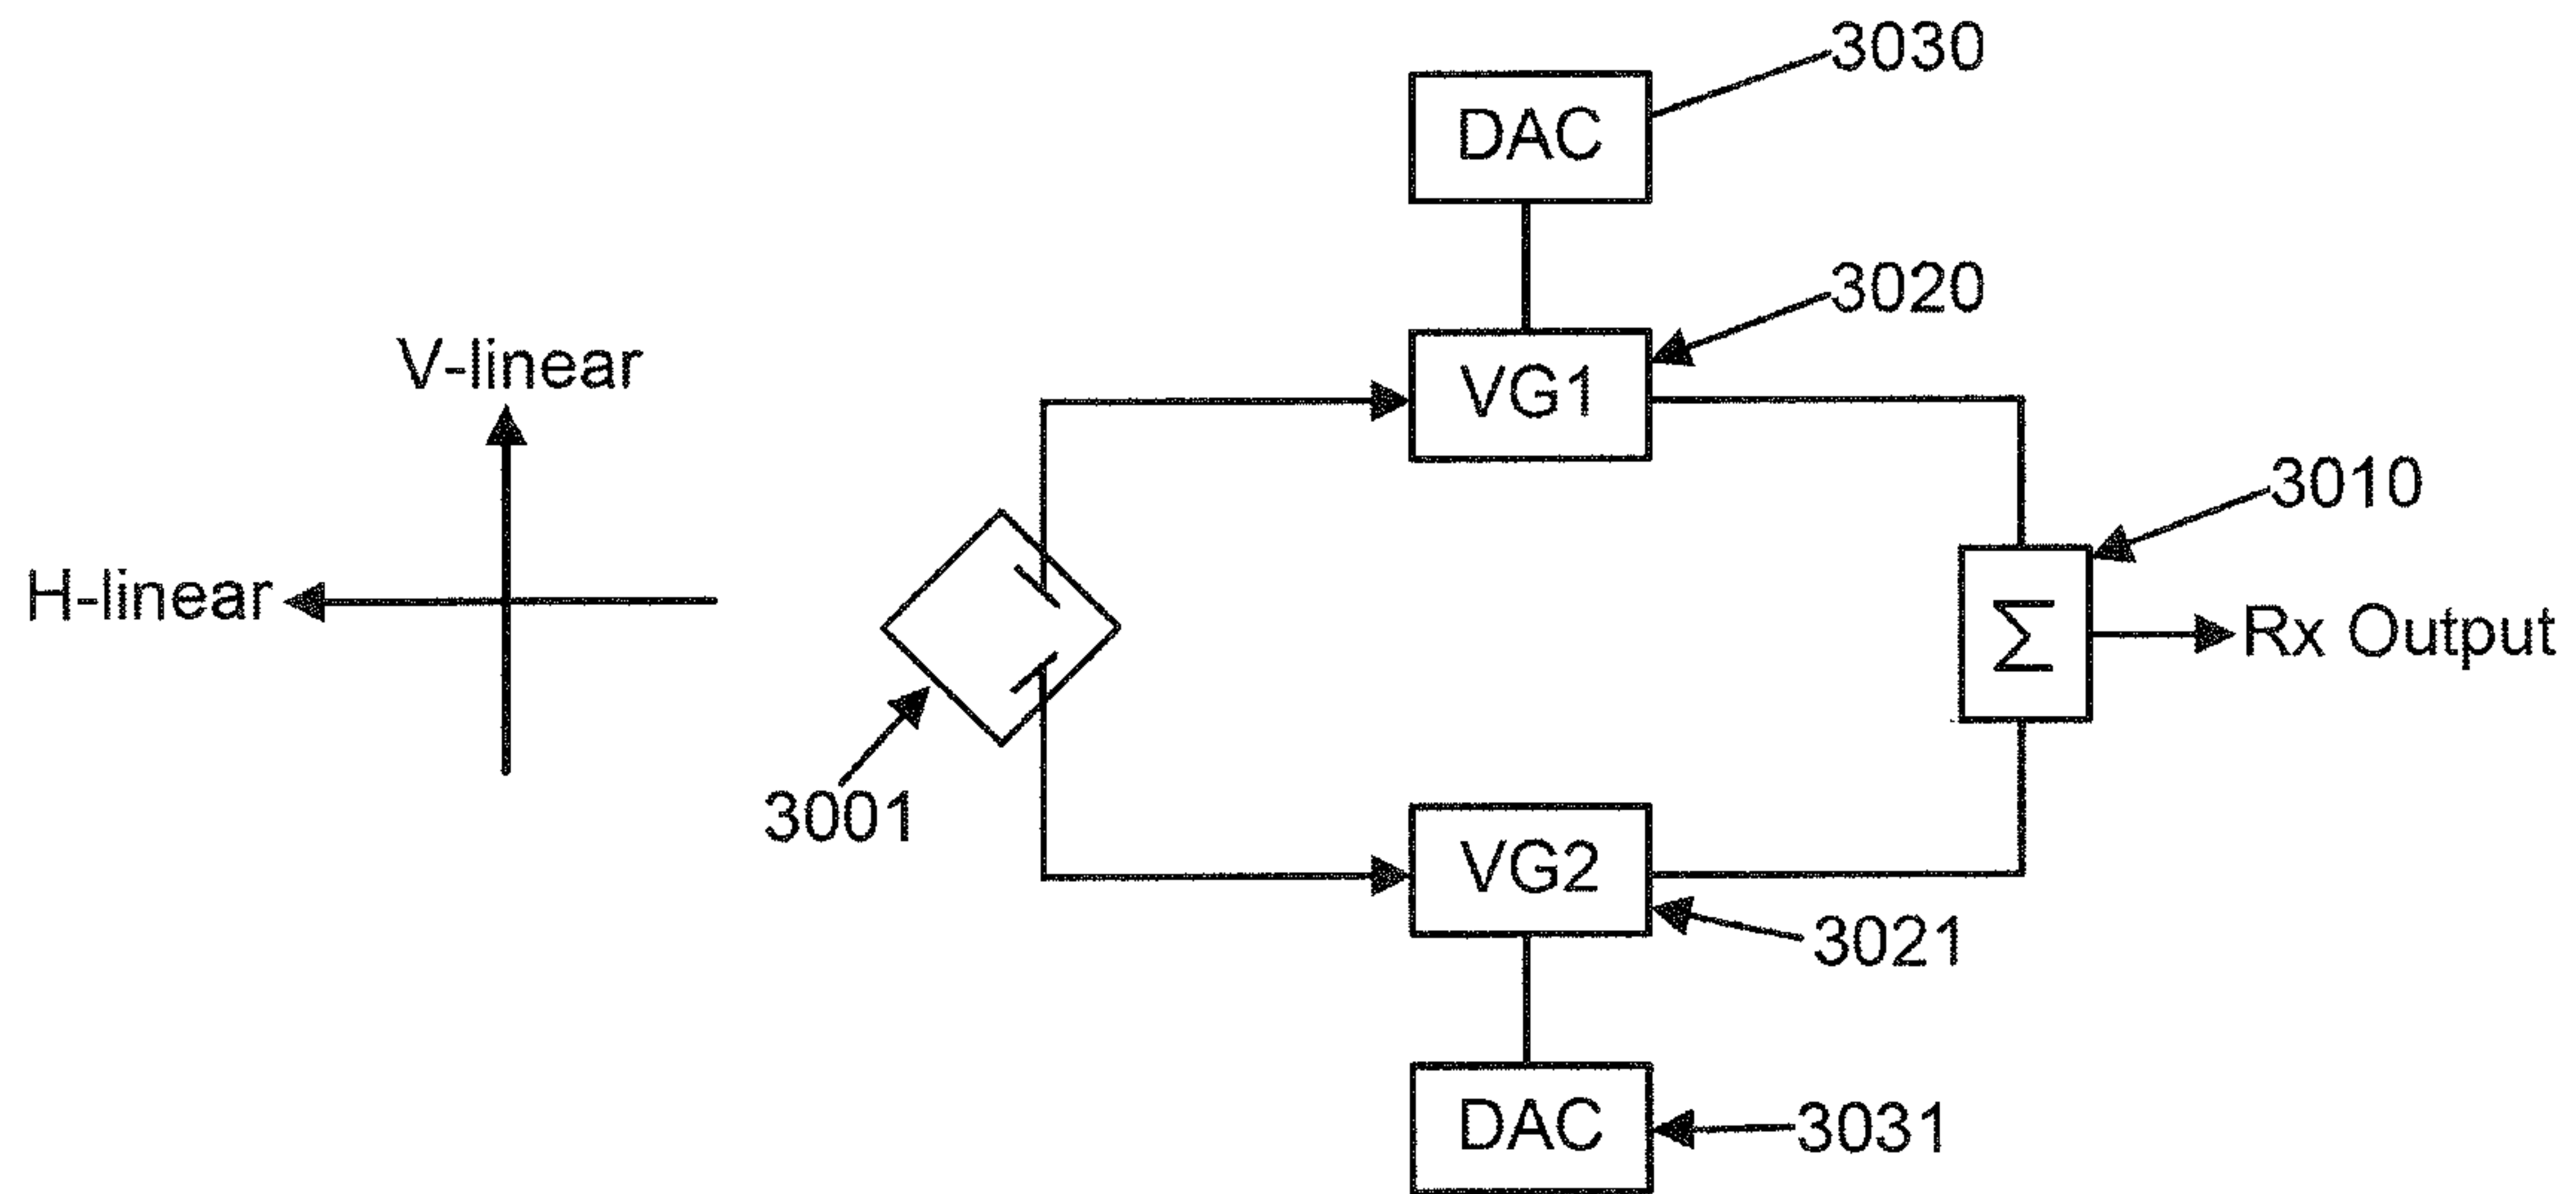 3030
DAC
3020
V-linear
VG1
3010
H-linear
Σ
Rx Output
3001
VG2
3021
DAC
3031